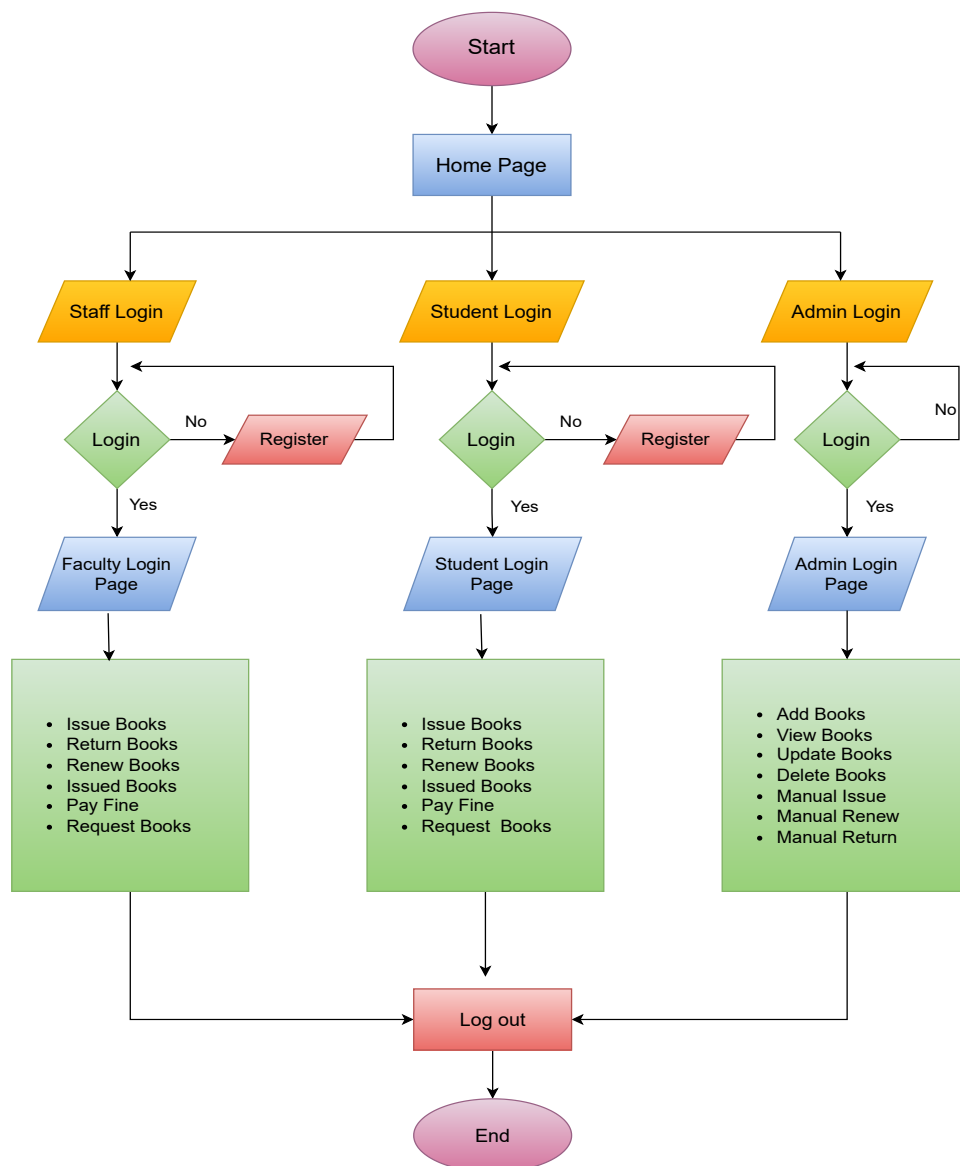 Start
Home Page
Staff Login
Student Login
Admin Login
Login
No
Register
Login
No
Register
Login
No
Yes
Yes
Yes
Faculty Login
Page
Student Login
Page
Admin Login
Page
• Issue Books
• Return Books
• Renew Books
• Issued Books
• Pay Fine
• Request Books
• Issue Books
• Return Books
• Renew Books
• Issued Books
• Pay Fine
• Request  Books
• Add Books
• View Books
• Update Books
• Delete Books
• Manual Issue
• Manual Renew
• Manual Return
Log out
End